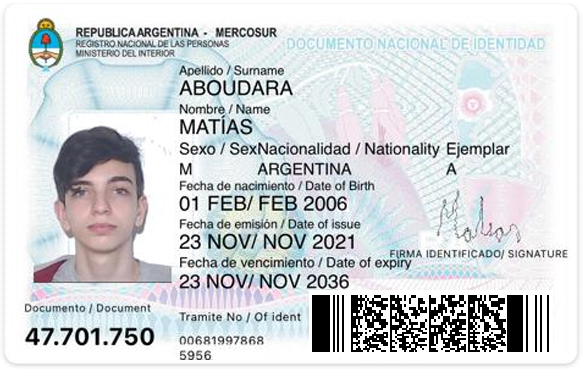 REPUBLICA ARGENTINA - MERCOSUR
REGISTRO NACIONAL DE LAS PERSONAS
MINISTERIO DEL INTERIOR
DOCUMENTO NACIONAL DE IDENTIDAD
Apellido / Surname
ABOUDARA
Nombre / Name
MATÍAS
Sexo / SexNacionalidad / Nationality Ejemplar
M ARGENTINA A
Fecha de nacimiento / Date of Birth
01 FEB/ FEB 2006
Fecha de emisión / Date of issue
23 NOV/ NOV 2021
FIRMA IDENTIFICADO/ SIGNATURE
Fecha de vencimiento / Date of expiry
23 NOV/ NOV 2036
Documento / Document
47.701.750
Tramite No / Of ident
00681997868
5956